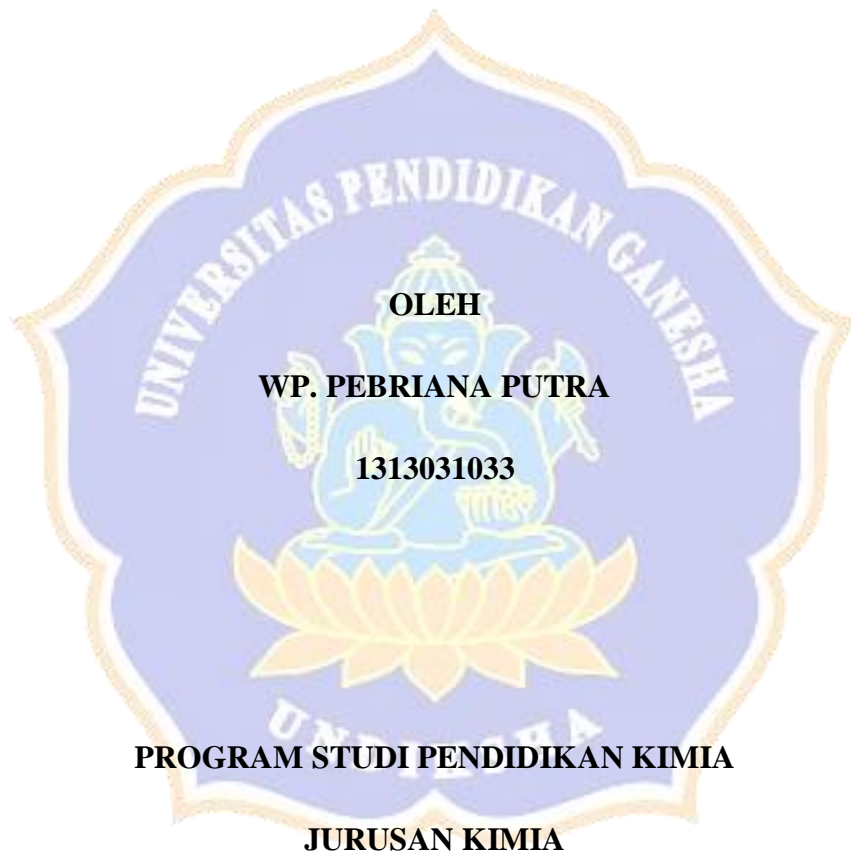 UNIVERSITAS PENDIDIKAN GANESHA
OLEH
WP. PEBRIANA PUTRA
1313031033
UNDIKSHA
PROGRAM STUDI PENDIDIKAN KIMIA
JURUSAN KIMIA